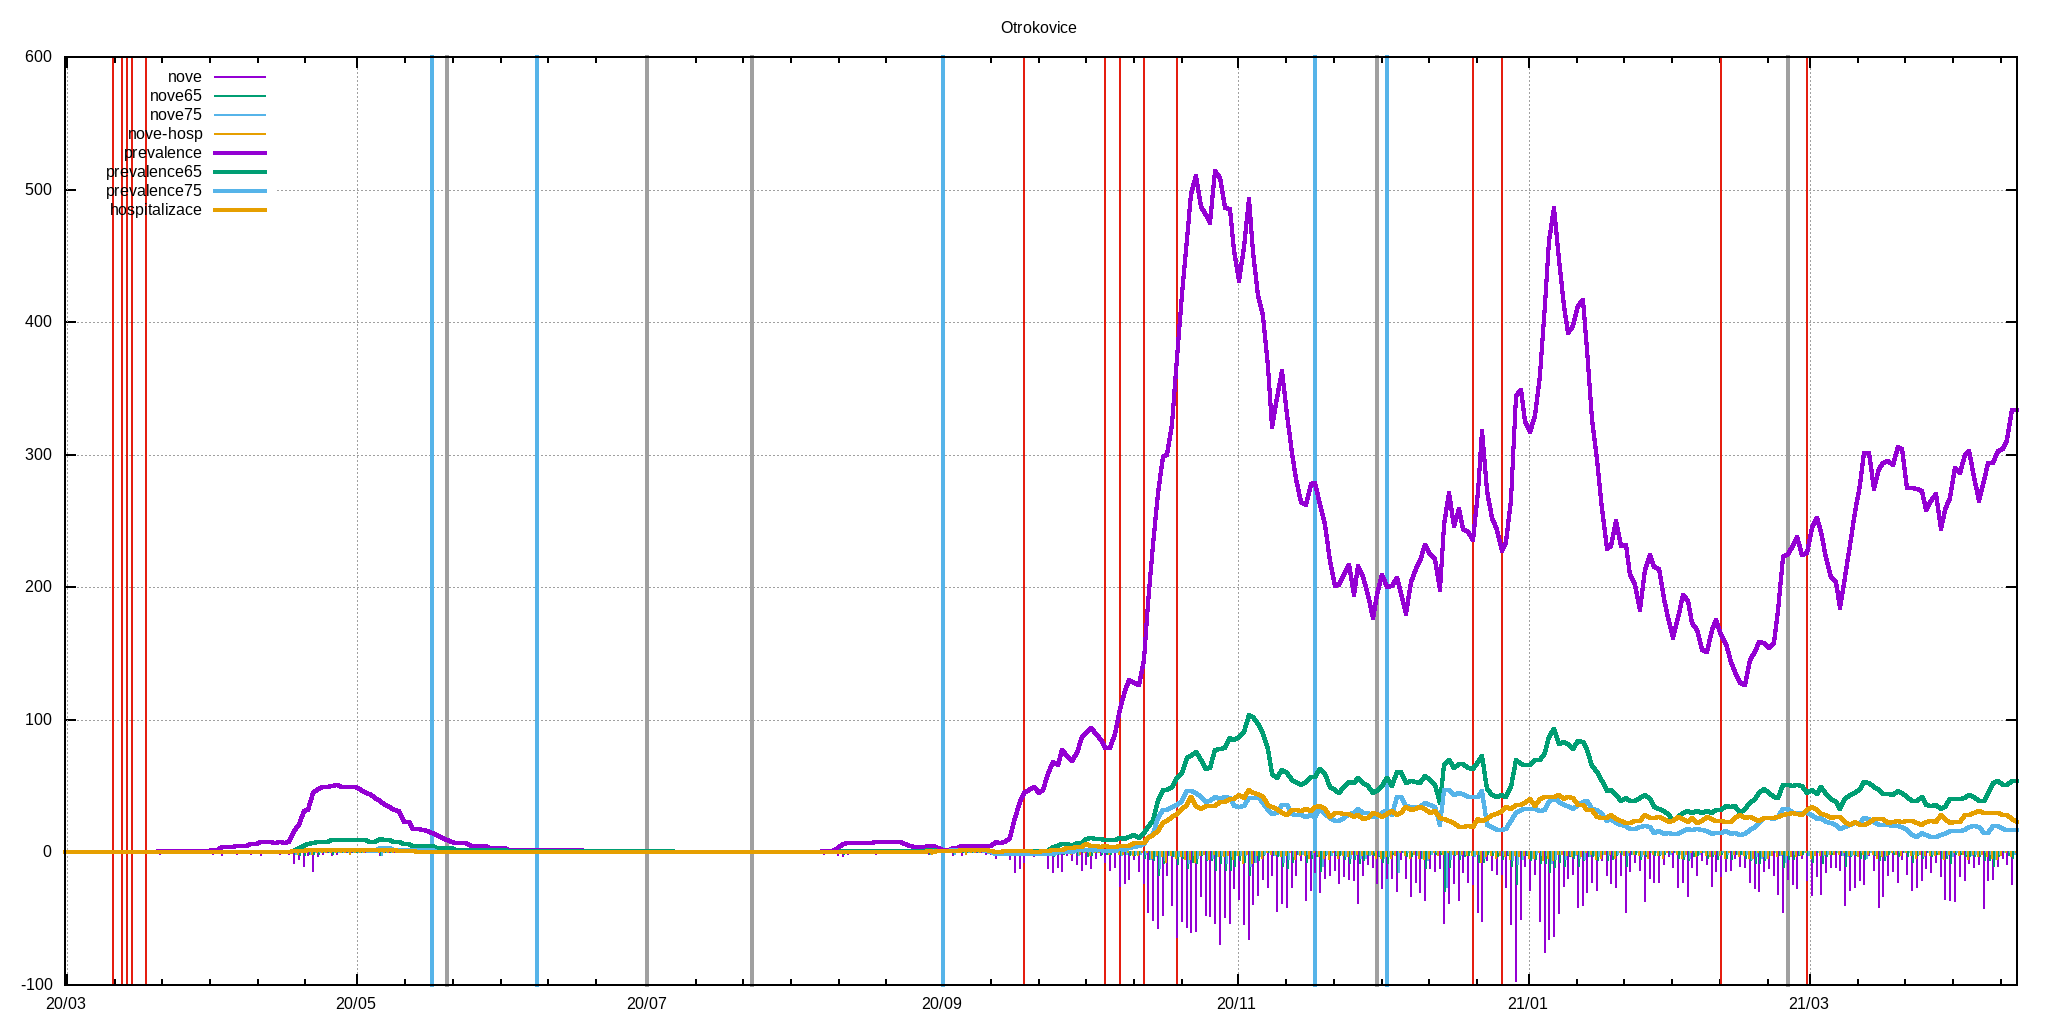 Otrokovice
600
500
400
300
200
100
0
-100
nove
nove65
nove75
nove-hosp
prevalence
prevalence65
prevalence75
hospitalizace
20/03 20/05 20/07 20/09 20/11 21/01 21/03